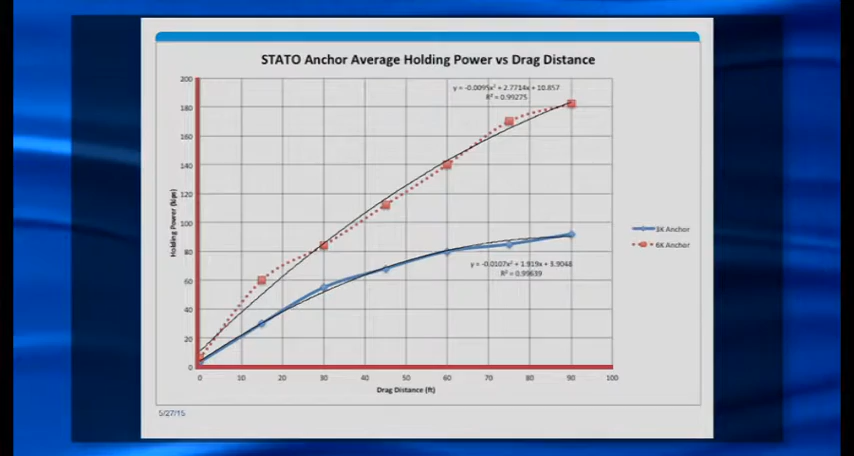 STATO Anchor Average Holding Power vs Drag Distance
200
180
160
140
120
100
80
60
40
20
0
Holding Power (kips)
y = -0.0095x² + 2.7714x + 10.857
R² = 0.99275
y = -0.0107x² + 1.919x + 3.9048
R² = 0.99639
3K Anchor
6K Anchor
0 10 20 30 40 50 60 70 80 90 100
Drag Distance (ft)
5/27/15